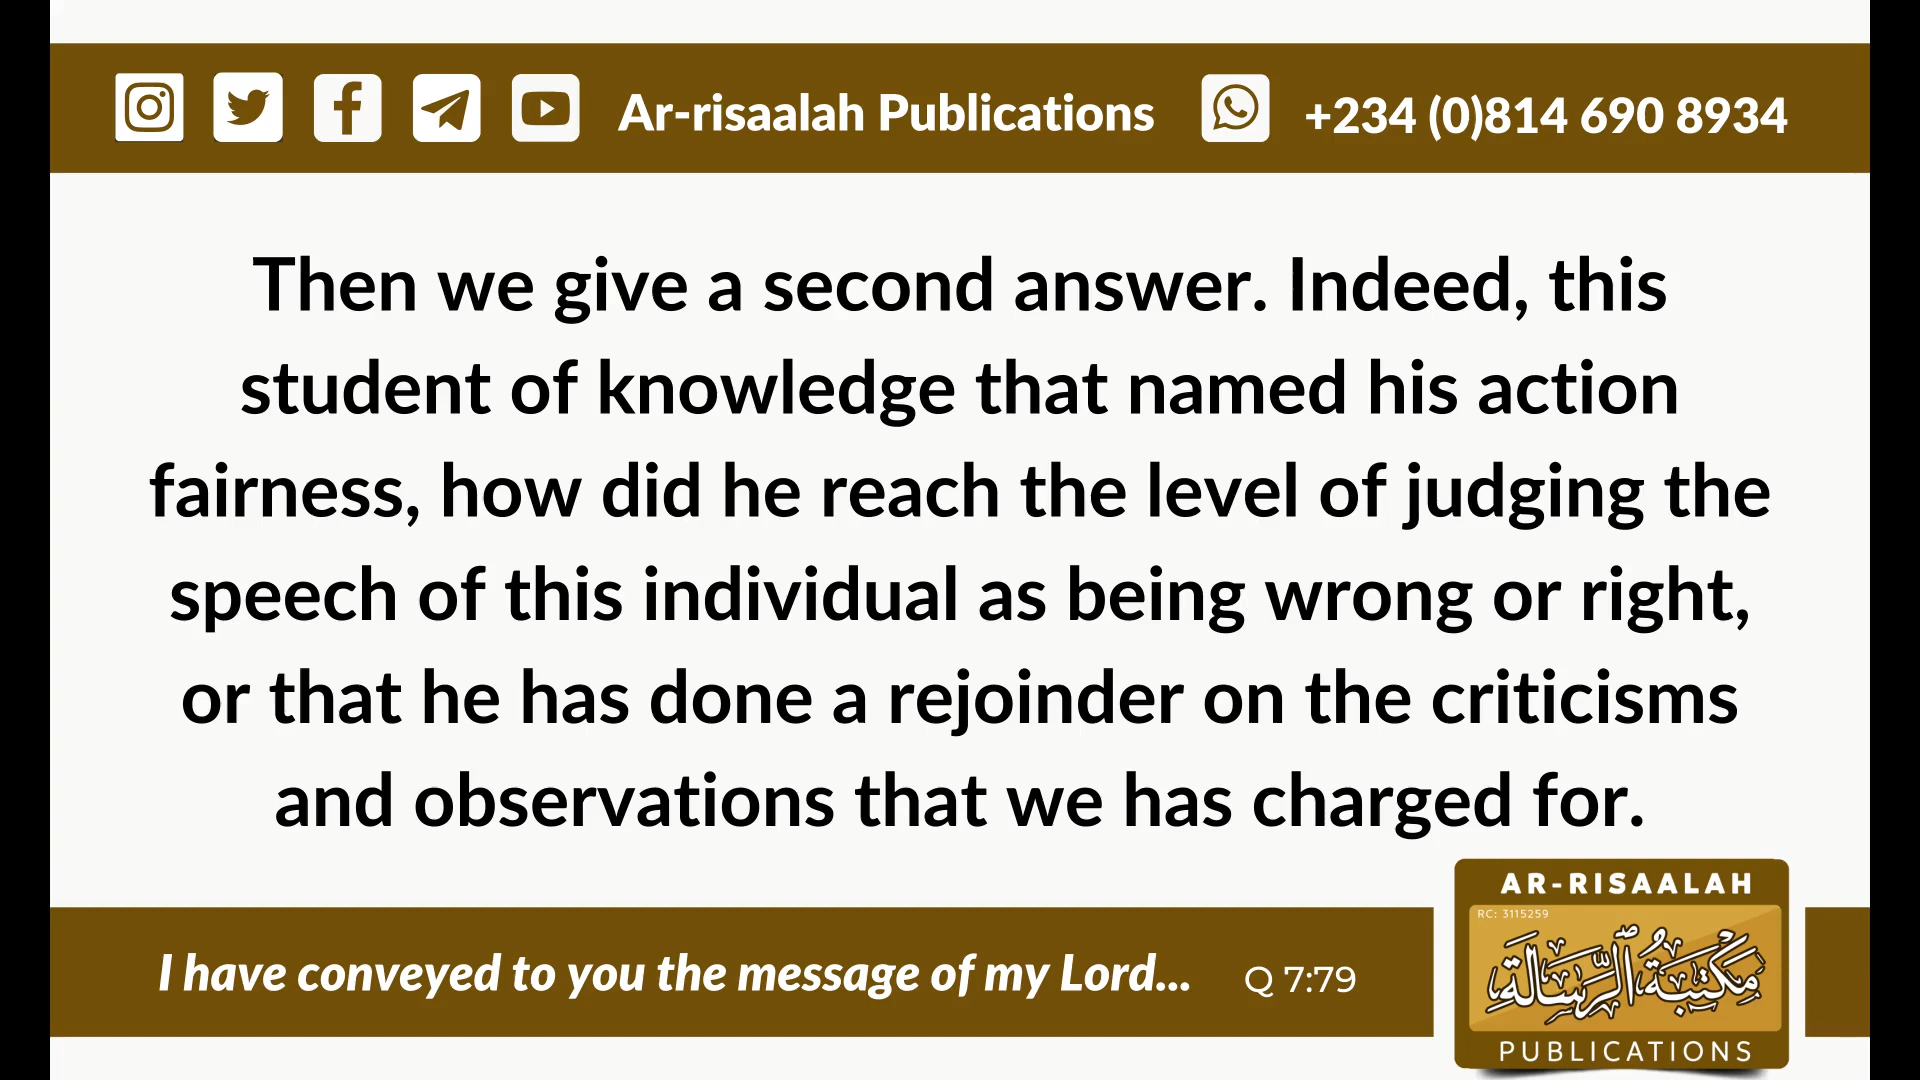 Ar-risaalah Publications +234 (0)814 690 8934
Then we give a second answer. Indeed, this
student of knowledge that named his action
fairness, how did he reach the level of judging the
speech of this individual as being wrong or right,
or that he has done a rejoinder on the criticisms
and observations that we has charged for.
I have conveyed to you the message of my Lord... Q 7:79
AR-RISAALAH
RC: 3115259
مَكْتَبَةُ الرِّسَالَةِ
PUBLICATIONS